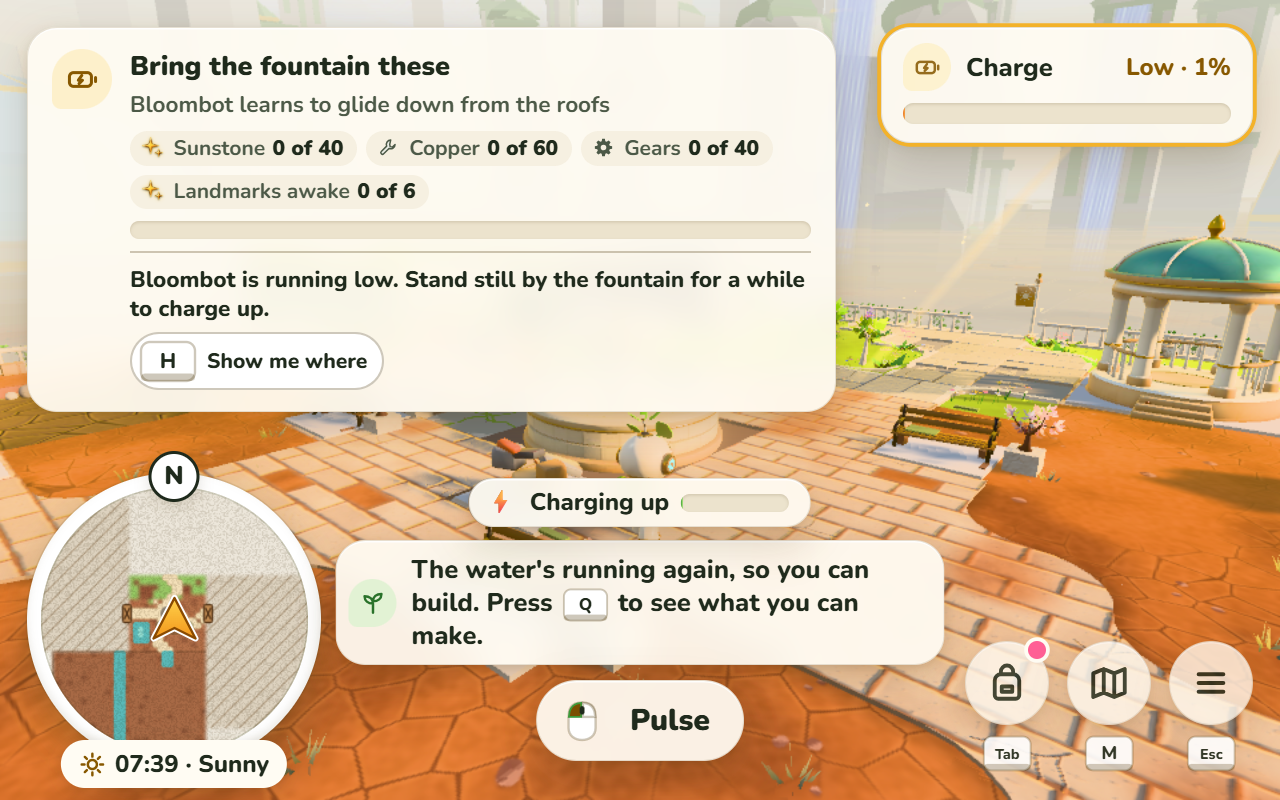 Bring the fountain these
Bloombot learns to glide down from the roofs
Sunstone 0 of 40 Copper 0 of 60 Gears 0 of 40
Landmarks awake 0 of 6
Bloombot is running low. Stand still by the fountain for a while
to charge up.
H Show me where
Charge Low · 1%
N
Charging up
The water's running again, so you can
build. Press Q to see what you can
make.
Pulse
07:39 · Sunny
Tab M Esc